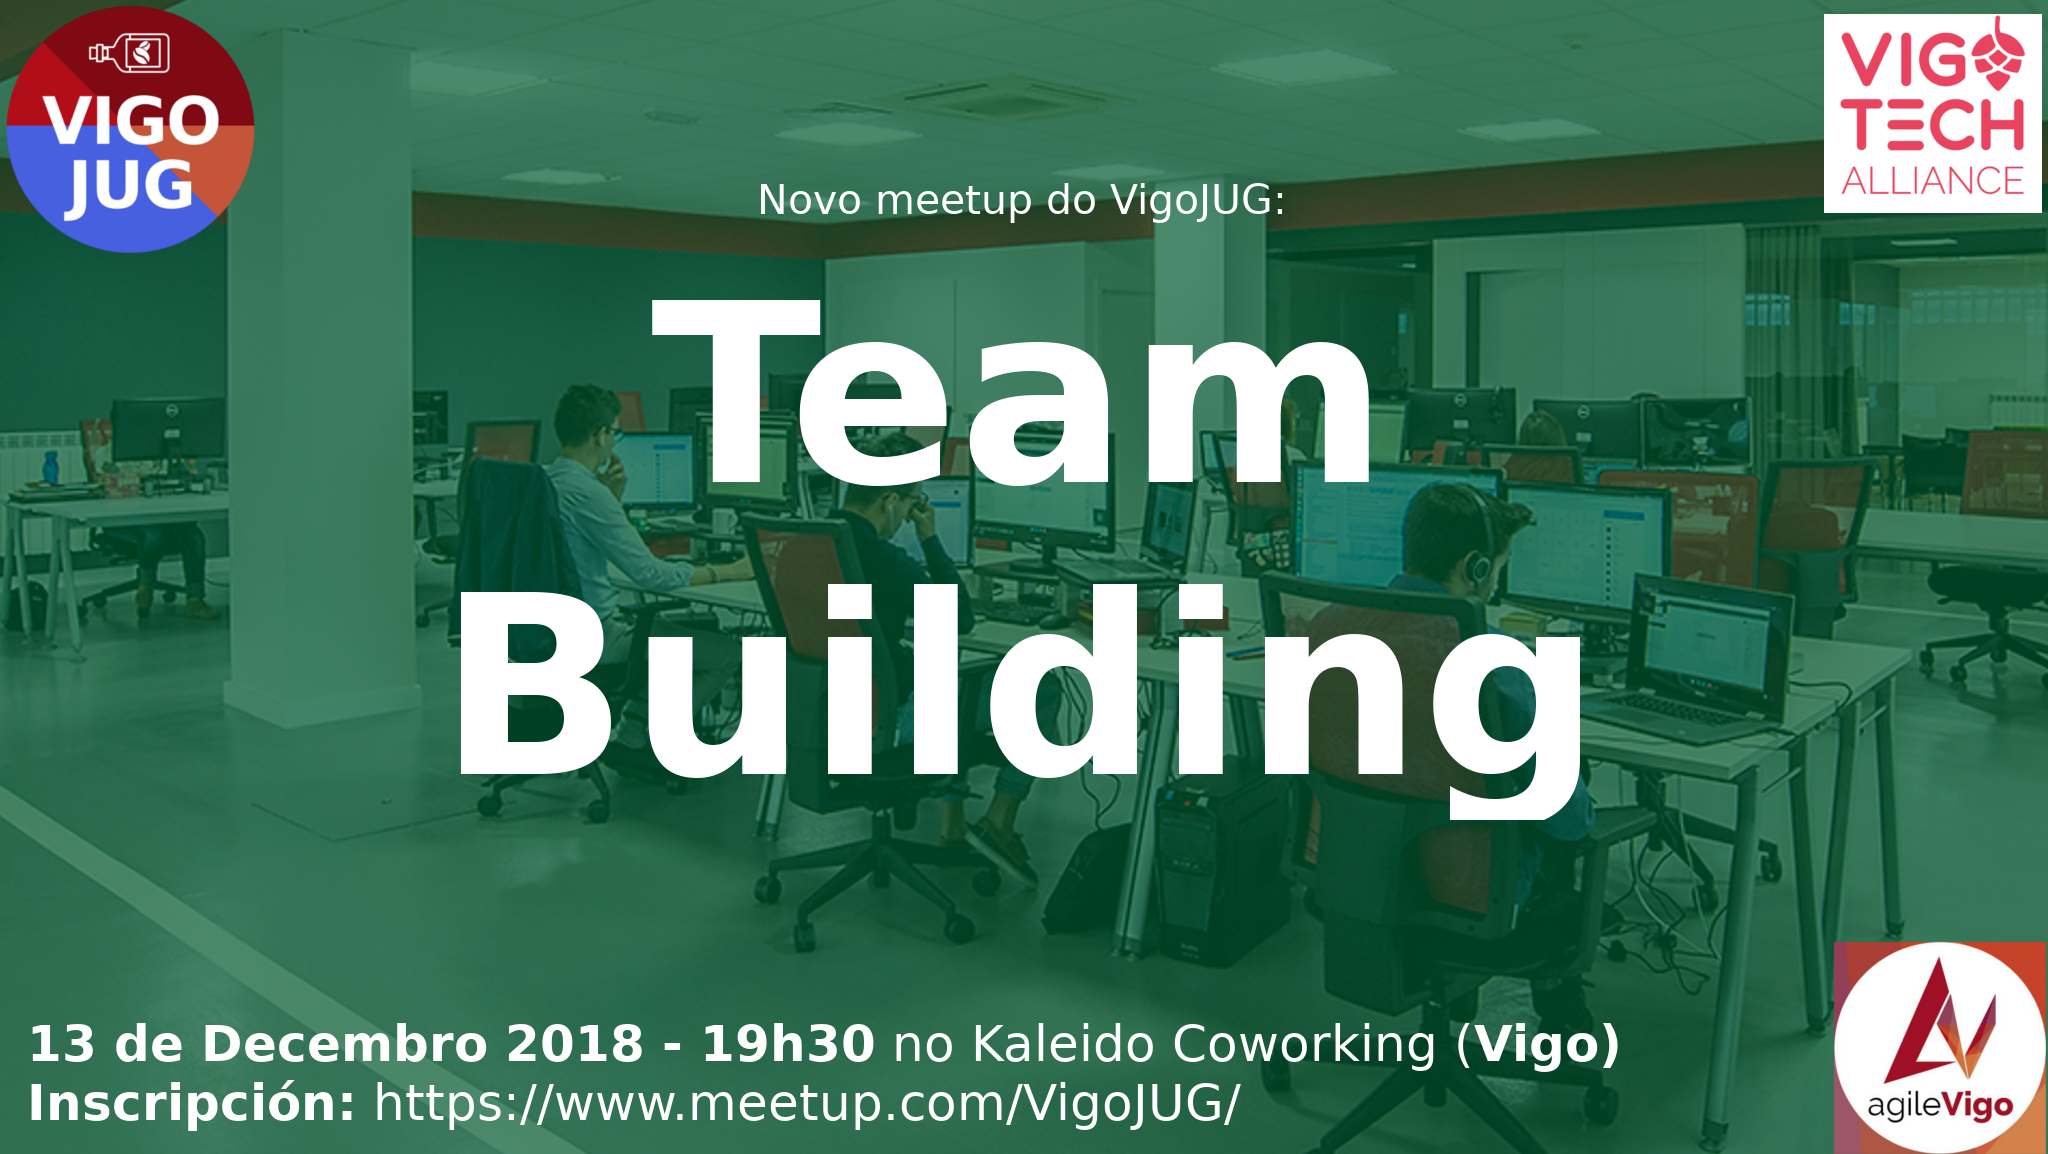 VIGO
JUG
VIGO
TECH
ALLIANCE
Novo meetup do VigoJUG:
Team
Building
13 de Decembro 2018 - 19h30 no Kaleido Coworking (Vigo)
Inscripción: https://www.meetup.com/VigoJUG/
agileVigo